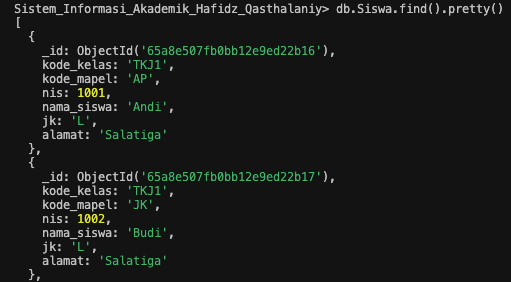 Sistem_Informasi_Akademik_Hafidz_Qasthalaniy> db.Siswa.find().pretty()
[
  {
    _id: ObjectId('65a8e507fb0bb12e9ed22b16'),
    kode_kelas: 'TKJ1',
    kode_mapel: 'AP',
    nis: 1001,
    nama_siswa: 'Andi',
    jk: 'L',
    alamat: 'Salatiga'
  },
  {
    _id: ObjectId('65a8e507fb0bb12e9ed22b17'),
    kode_kelas: 'TKJ1',
    kode_mapel: 'JK',
    nis: 1002,
    nama_siswa: 'Budi',
    jk: 'L',
    alamat: 'Salatiga'
  },